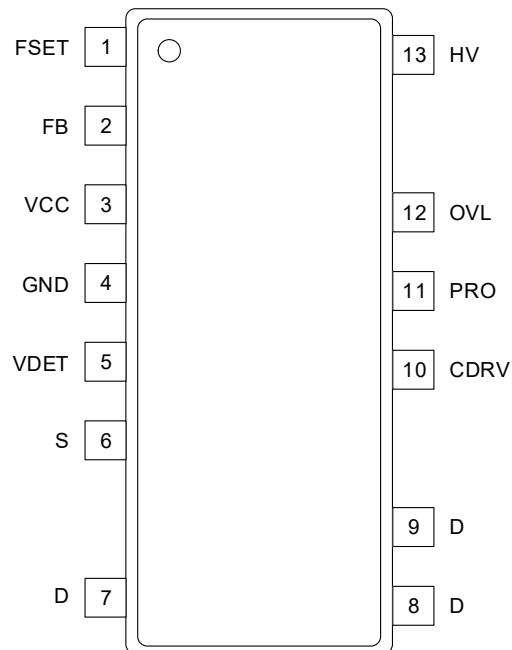 FSET 1
FB 2
VCC 3
GND 4
VDET 5
S 6
D 7
13 HV
12 OVL
11 PRO
10 CDRV
9 D
8 D